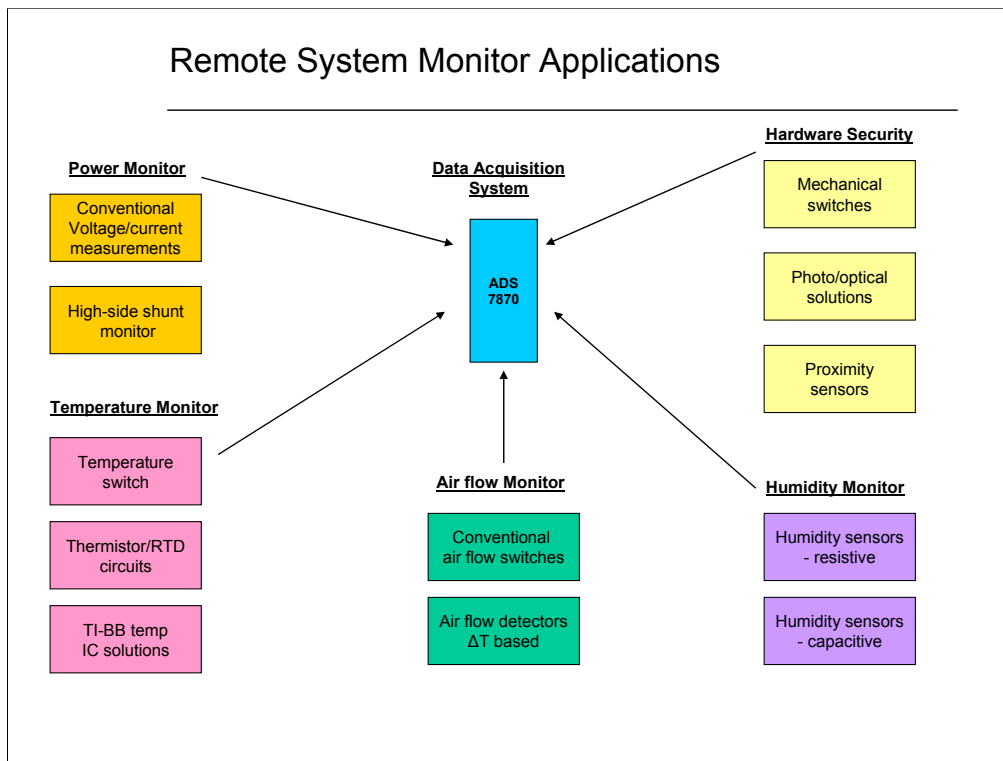 Remote System Monitor Applications
Power Monitor
Conventional
Voltage/current
measurements
High-side shunt
monitor
Temperature Monitor
Temperature
switch
Thermistor/RTD
circuits
TI-BB temp
IC solutions
Data Acquisition
System
ADS
7870
Air flow Monitor
Conventional
air flow switches
Air flow detectors
ΔT based
Hardware Security
Mechanical
switches
Photo/optical
solutions
Proximity
sensors
Humidity Monitor
Humidity sensors
- resistive
Humidity sensors
- capacitive